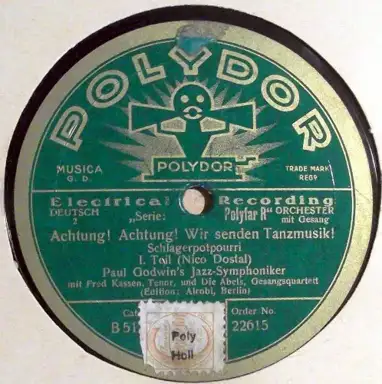 POLYDOR
POLYDOR
MUSICA
G. D.
TRADE MARK
REG9
Electrical Recording
DEUTSCH
2
„Serie: Polyfar R“
ORCHESTER
mit Gesang
Achtung! Achtung! Wir senden Tanzmusik!
Schlagerpotpourri
I. Teil (Nico Dostal)
Paul Godwin's Jazz-Symphoniker
mit Fred Kassen, Tenor, und Die Abels, Gesangsquartett
(Edition: Alrobi, Berlin)
Order No.
22615
Poly
Holl